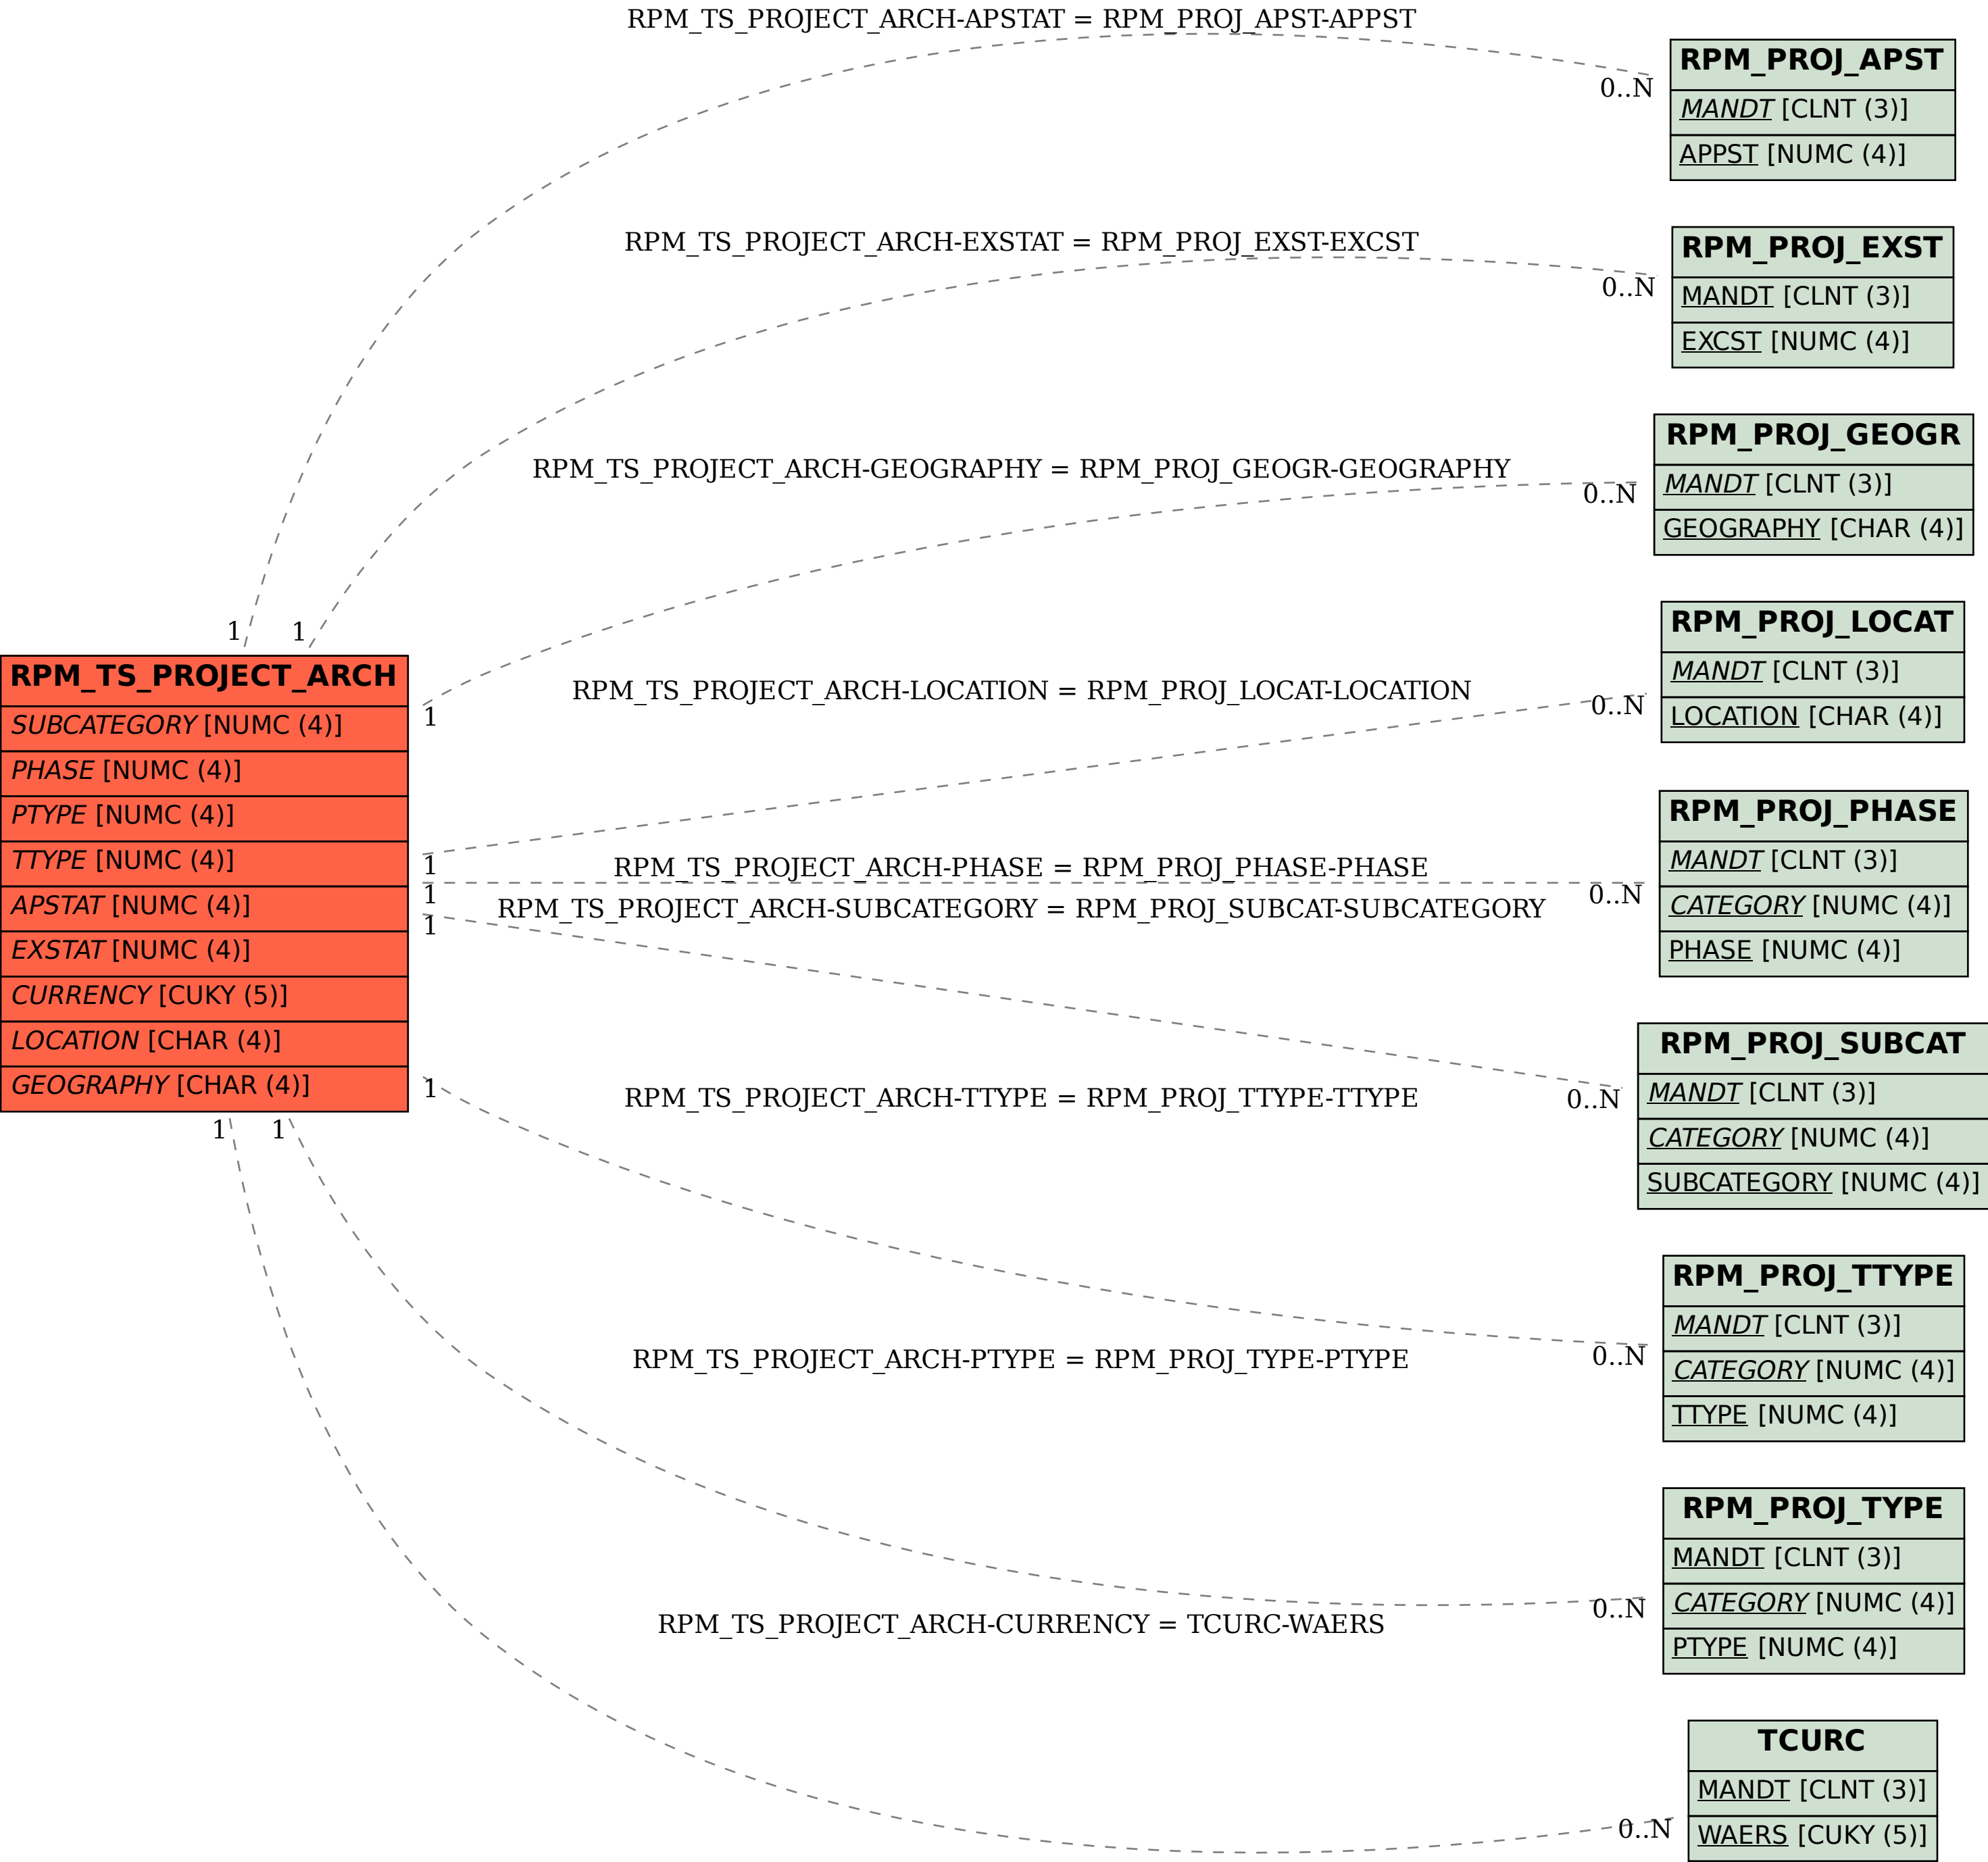 RPM_TS_PROJECT_ARCH-APSTAT = RPM_PROJ_APST-APPST
0..N
RPM_PROJ_APST
MANDT [CLNT (3)]
APPST [NUMC (4)]
RPM_TS_PROJECT_ARCH-EXSTAT = RPM_PROJ_EXST-EXCST
0..N
RPM_PROJ_EXST
MANDT [CLNT (3)]
EXCST [NUMC (4)]
RPM_TS_PROJECT_ARCH-GEOGRAPHY = RPM_PROJ_GEOGR-GEOGRAPHY
0..N
RPM_PROJ_GEOGR
MANDT [CLNT (3)]
GEOGRAPHY [CHAR (4)]
1
1
RPM_TS_PROJECT_ARCH
SUBCATEGORY [NUMC (4)]
PHASE [NUMC (4)]
PTYPE [NUMC (4)]
TTYPE [NUMC (4)]
APSTAT [NUMC (4)]
EXSTAT [NUMC (4)]
CURRENCY [CUKY (5)]
LOCATION [CHAR (4)]
GEOGRAPHY [CHAR (4)]
1
1
1
1
1
1
1
RPM_TS_PROJECT_ARCH-LOCATION = RPM_PROJ_LOCAT-LOCATION
0..N
RPM_PROJ_LOCAT
MANDT [CLNT (3)]
LOCATION [CHAR (4)]
RPM_TS_PROJECT_ARCH-PHASE = RPM_PROJ_PHASE-PHASE
0..N
RPM_PROJ_PHASE
MANDT [CLNT (3)]
CATEGORY [NUMC (4)]
PHASE [NUMC (4)]
RPM_TS_PROJECT_ARCH-SUBCATEGORY = RPM_PROJ_SUBCAT-SUBCATEGORY
0..N
RPM_PROJ_SUBCAT
MANDT [CLNT (3)]
CATEGORY [NUMC (4)]
SUBCATEGORY [NUMC (4)]
RPM_TS_PROJECT_ARCH-TTYPE = RPM_PROJ_TTYPE-TTYPE
0..N
RPM_PROJ_TTYPE
MANDT [CLNT (3)]
CATEGORY [NUMC (4)]
TTYPE [NUMC (4)]
RPM_TS_PROJECT_ARCH-PTYPE = RPM_PROJ_TYPE-PTYPE
0..N
RPM_PROJ_TYPE
MANDT [CLNT (3)]
CATEGORY [NUMC (4)]
PTYPE [NUMC (4)]
RPM_TS_PROJECT_ARCH-CURRENCY = TCURC-WAERS
0..N
TCURC
MANDT [CLNT (3)]
WAERS [CUKY (5)]